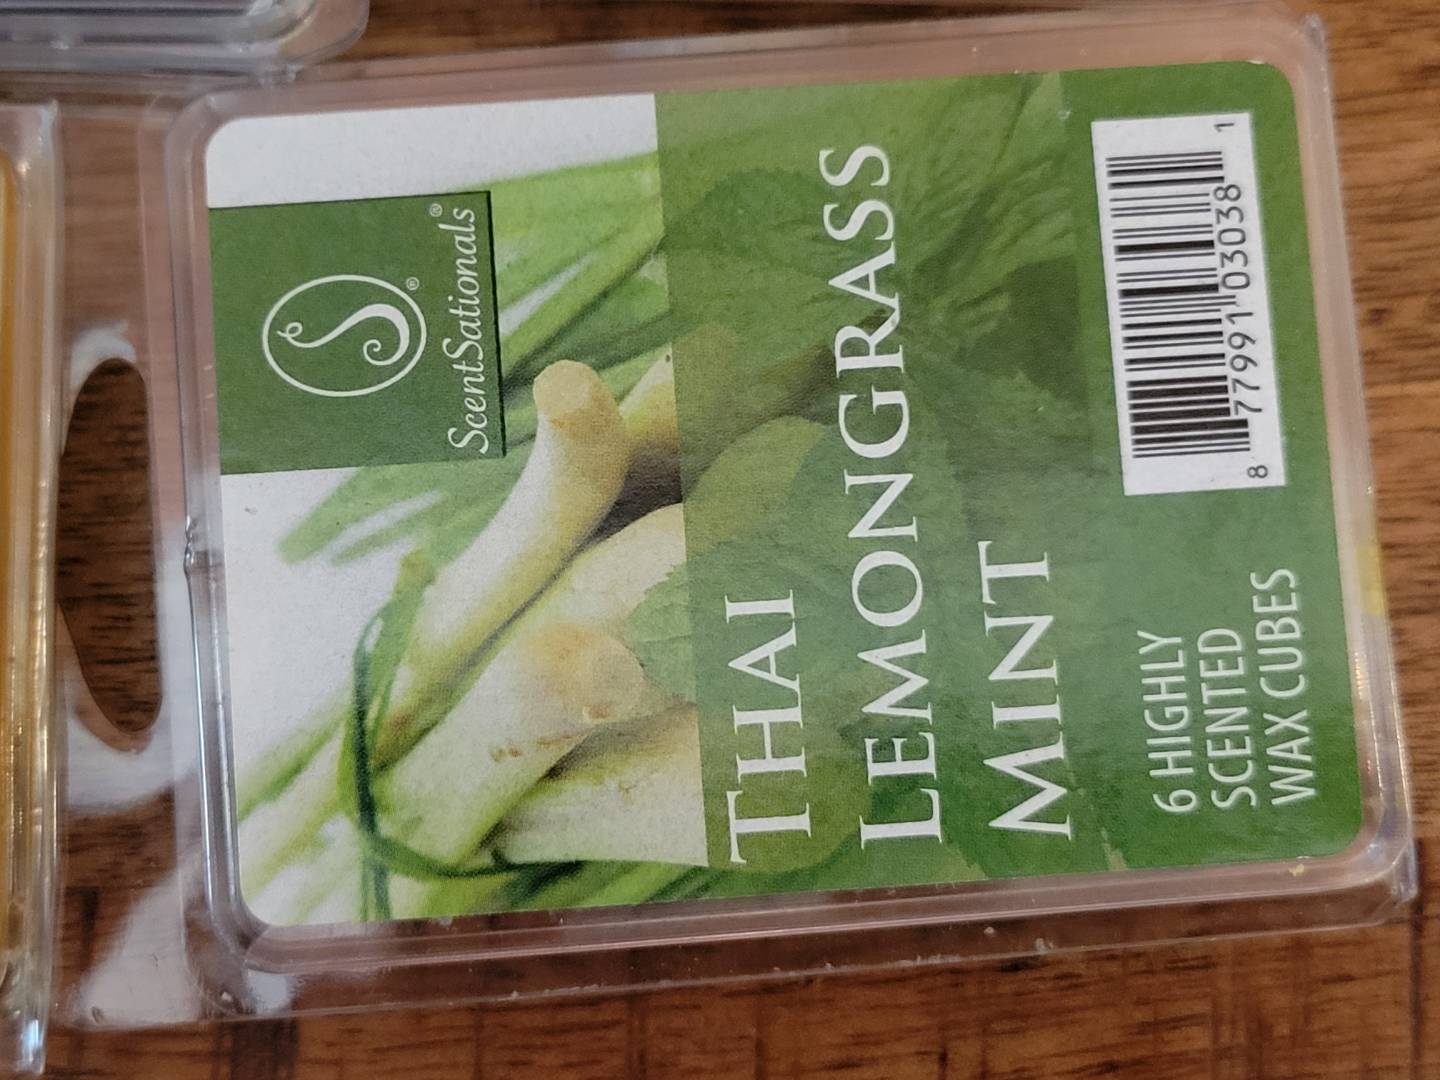 S®
ScentSationals®
THAI
LEMONGRASS
MINT
6 HIGHLY
SCENTED
WAX CUBES
8 77991 03038 1